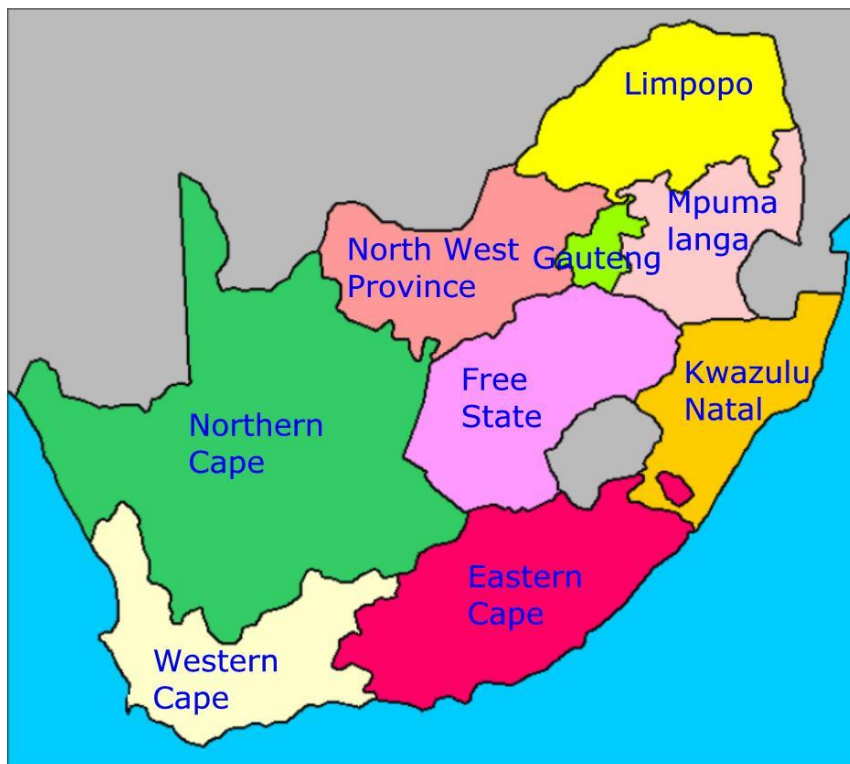 Limpopo
Mpuma
langa
North West
Province
Gauteng
Free
State
Kwazulu
Natal
Northern
Cape
Eastern
Cape
Western
Cape